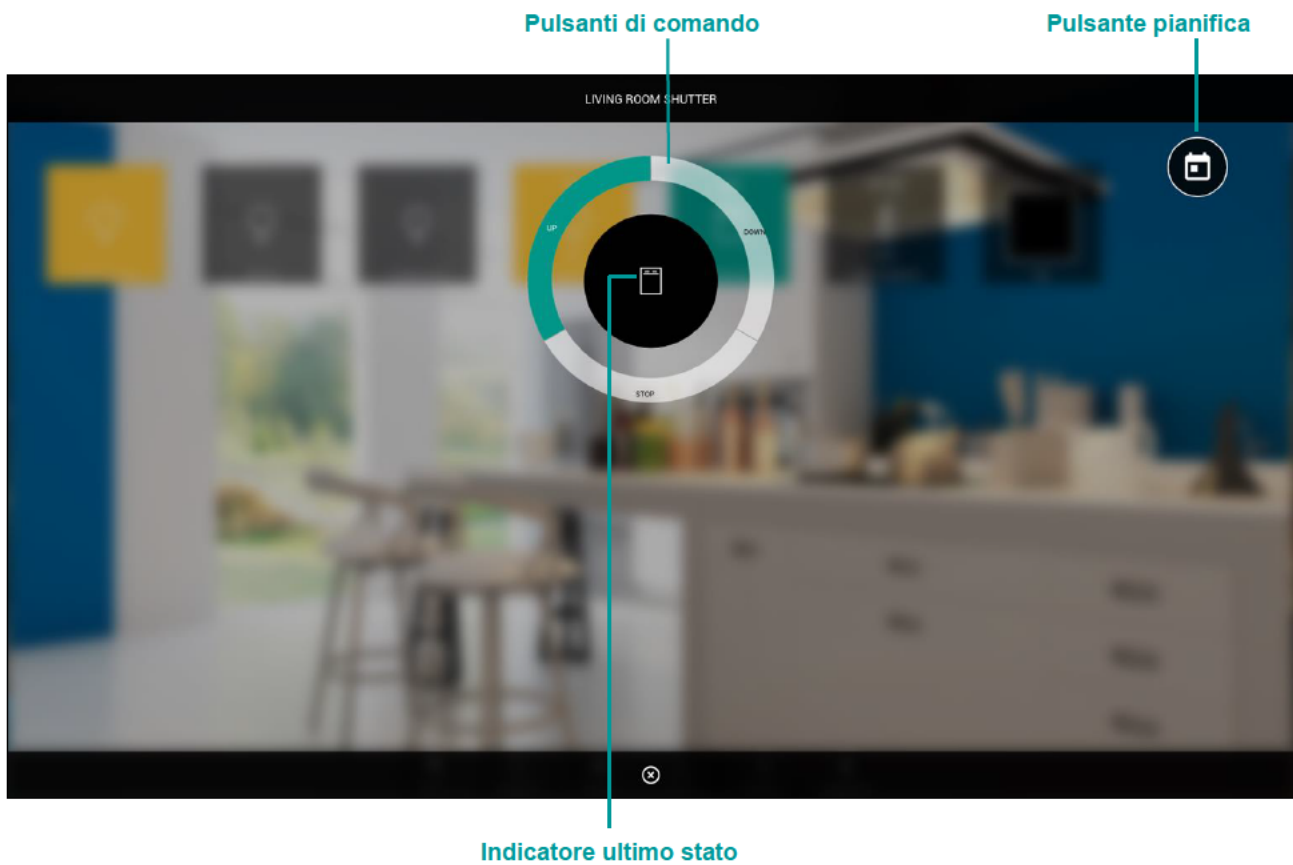 Pulsanti di comando
Pulsante pianifica
LIVING ROOM SHUTTER
UP
DOWN
STOP
Indicatore ultimo stato